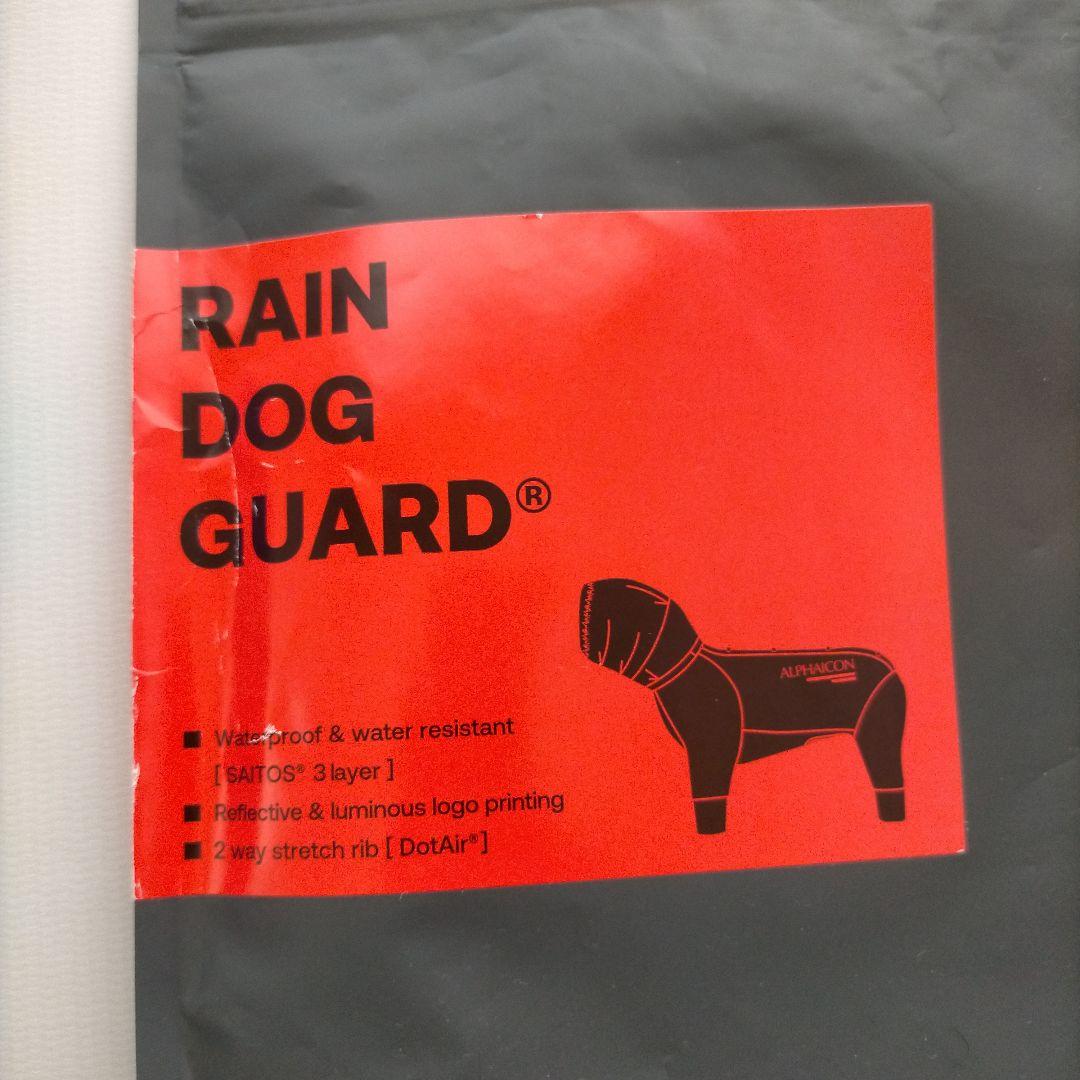 RAIN
DOG
GUARD®
ALPHAICON
■ Waterproof & water resistant
[ SAITOS® 3 layer ]
■ Reflective & luminous logo printing
■ 2 way stretch rib [ DotAir® ]